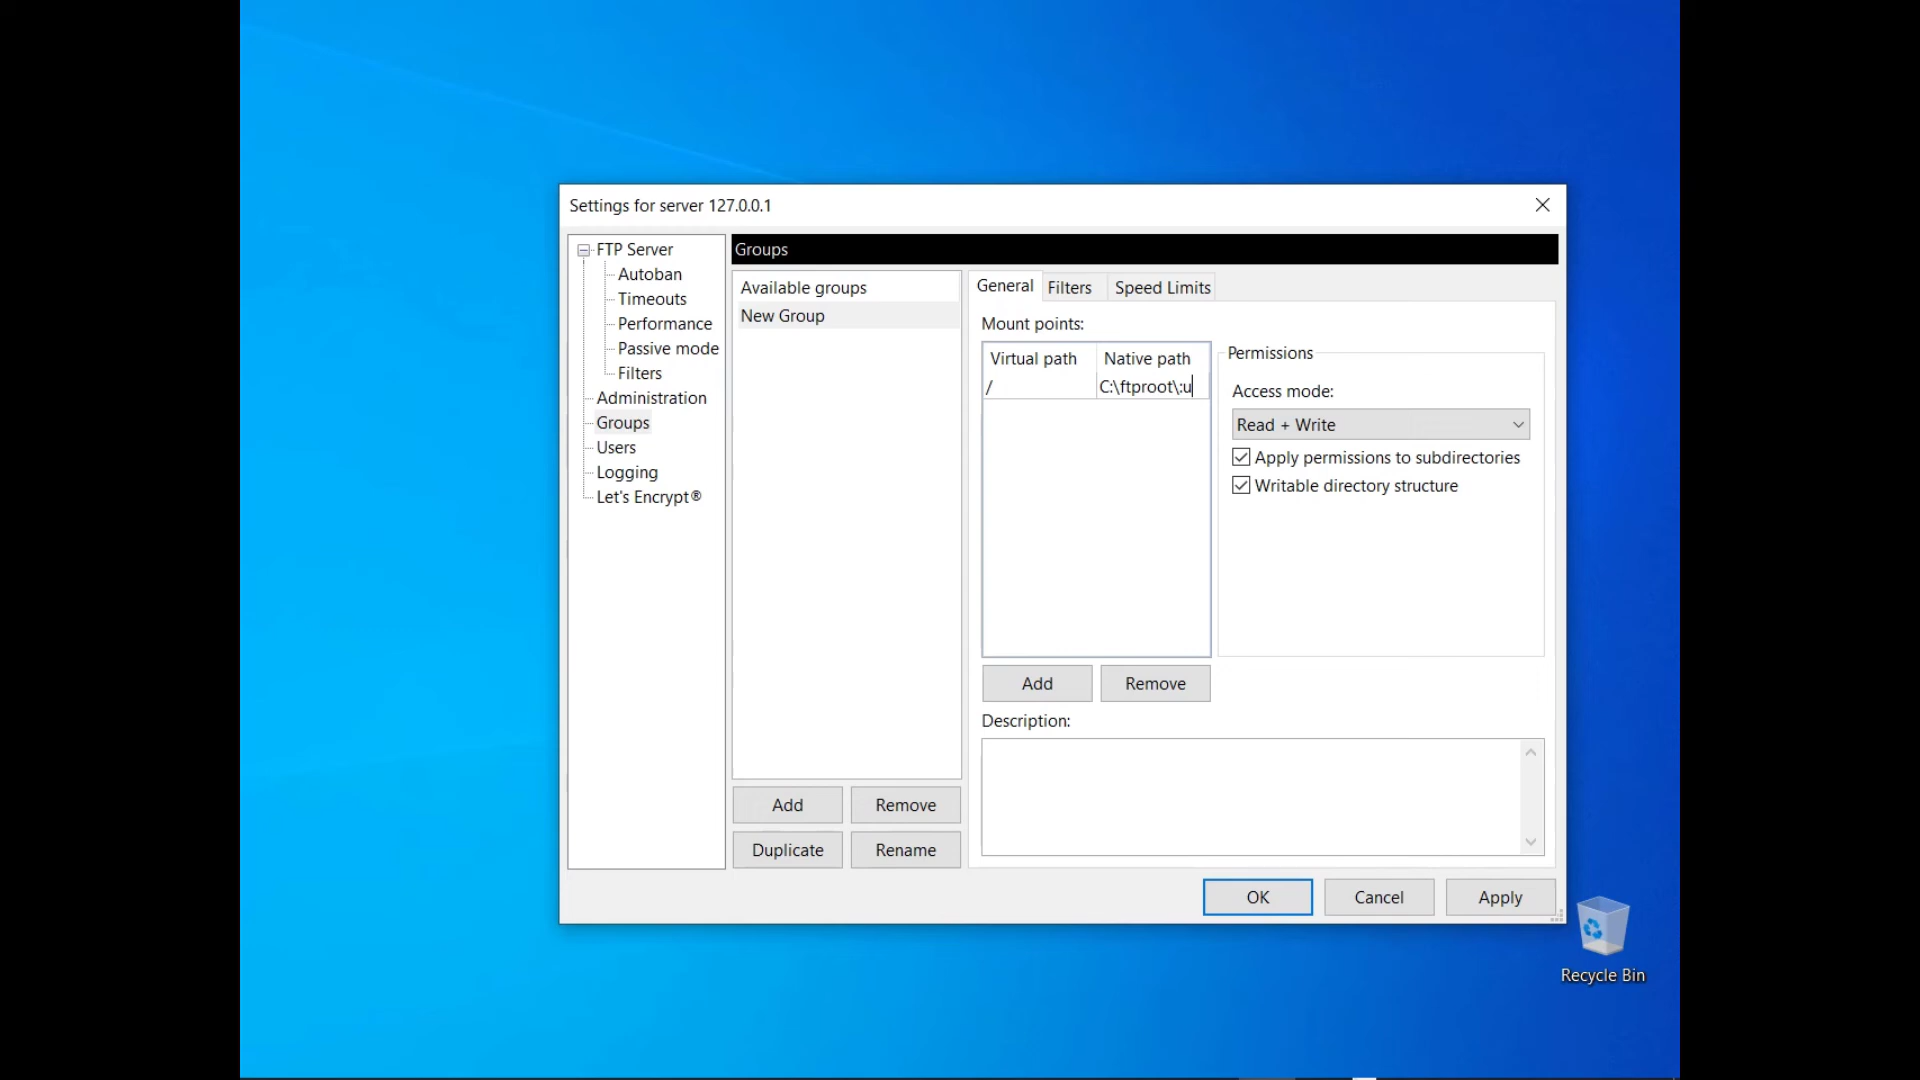 Settings for server 127.0.0.1
FTP Server
Autoban
Timeouts
Performance
Passive mode
Filters
Administration
Groups
Users
Logging
Let's Encrypt®
Groups
Available groups
New Group
Add
Remove
Duplicate
Rename
General
Filters
Speed Limits
Mount points:
Virtual path
Native path
/
C:\ftproot\:u
Add
Remove
Permissions
Access mode:
Read + Write
Apply permissions to subdirectories
Writable directory structure
Description:
OK
Cancel
Apply
Recycle Bin